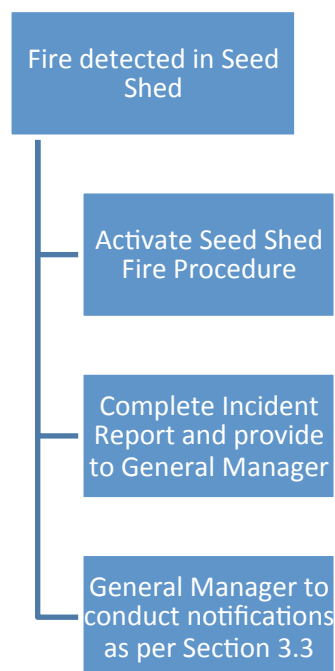 Fire detected in Seed
Shed
Activate Seed Shed
Fire Procedure
Complete Incident
Report and provide
to General Manager
General Manager to
conduct notifications
as per Section 3.3